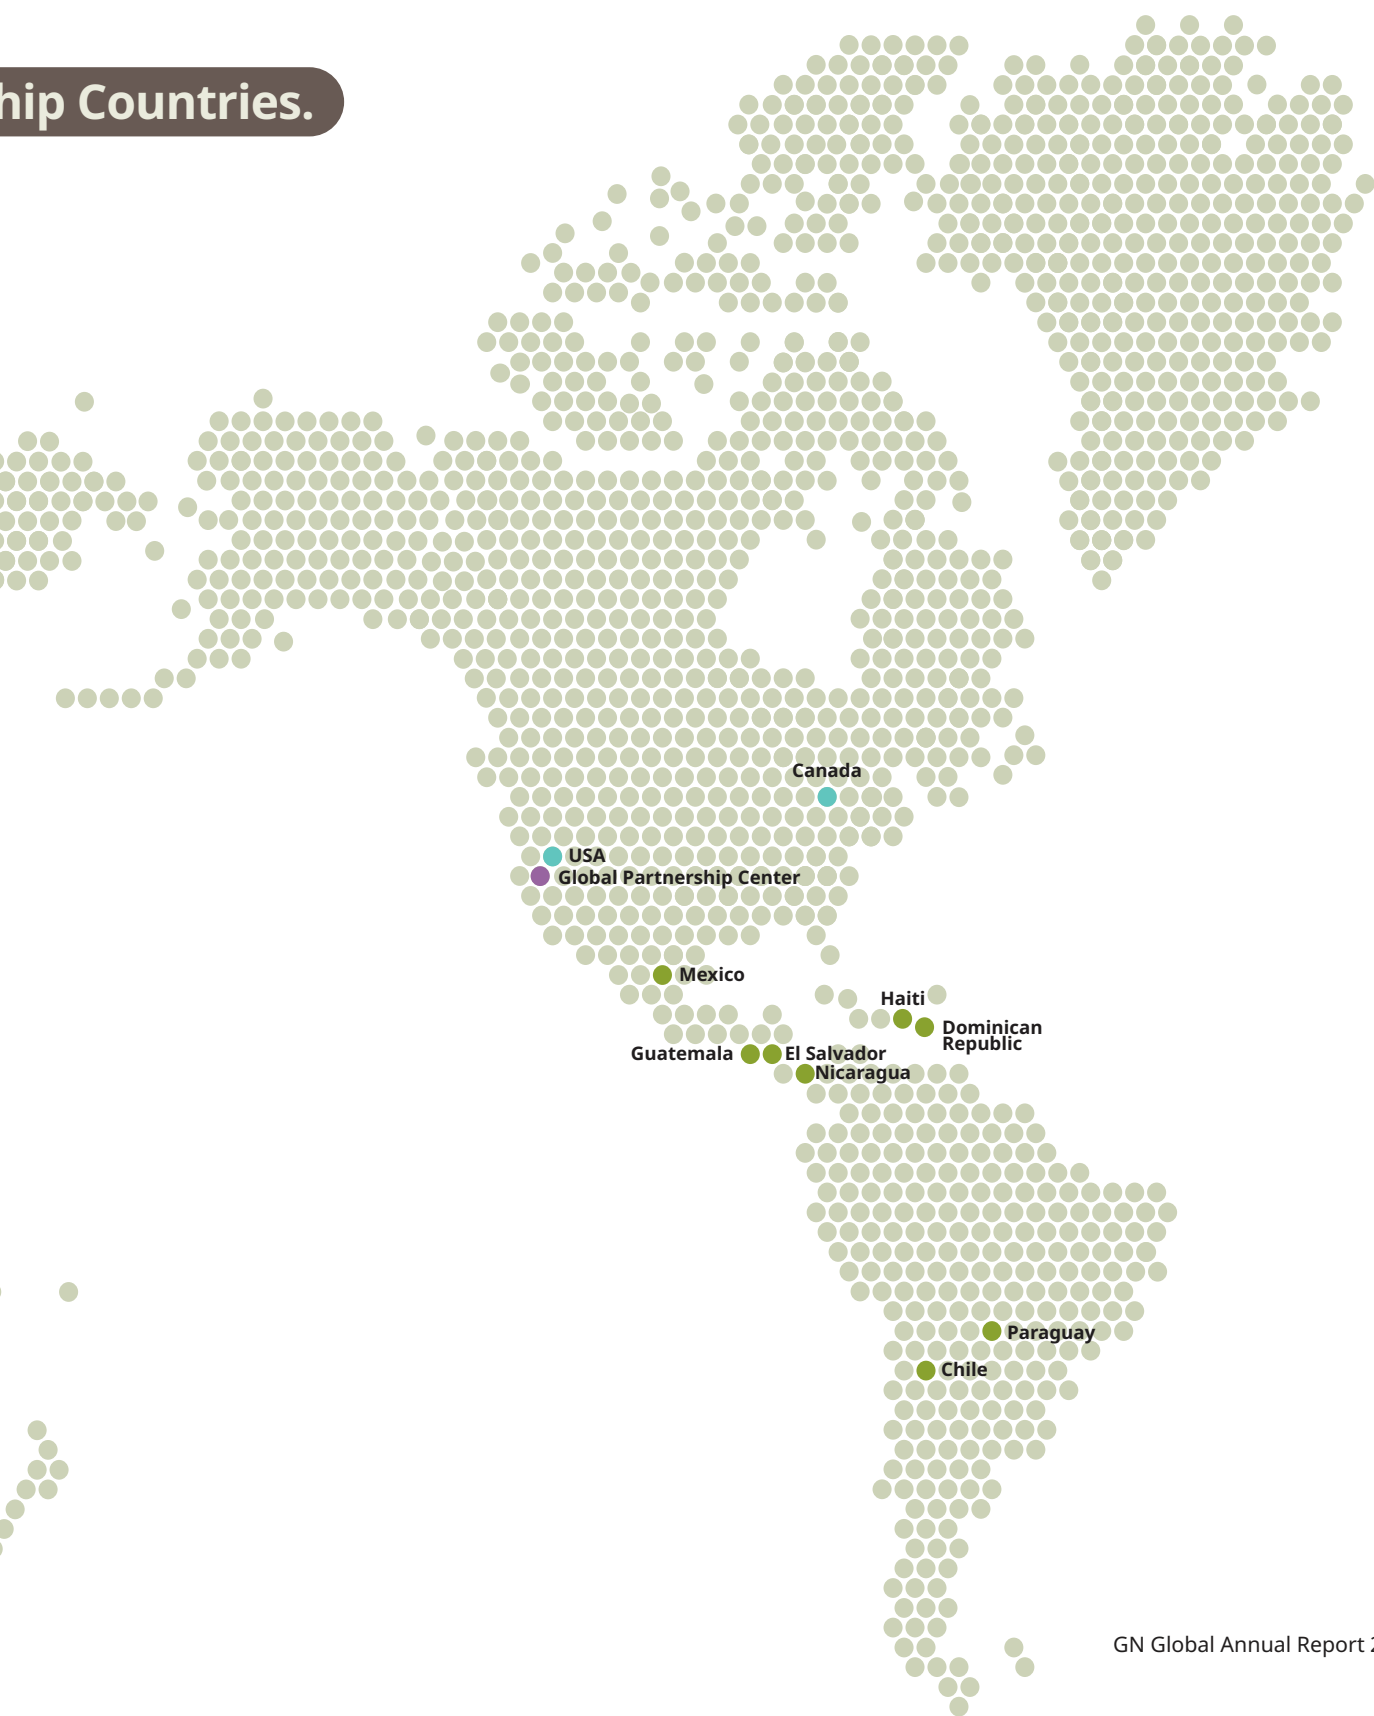 hip Countries.
Canada
USA
Global Partnership Center
Mexico
Haiti
Dominican
Republic
Guatemala
El Salvador
Nicaragua
Paraguay
Chile
GN Global Annual Report 2